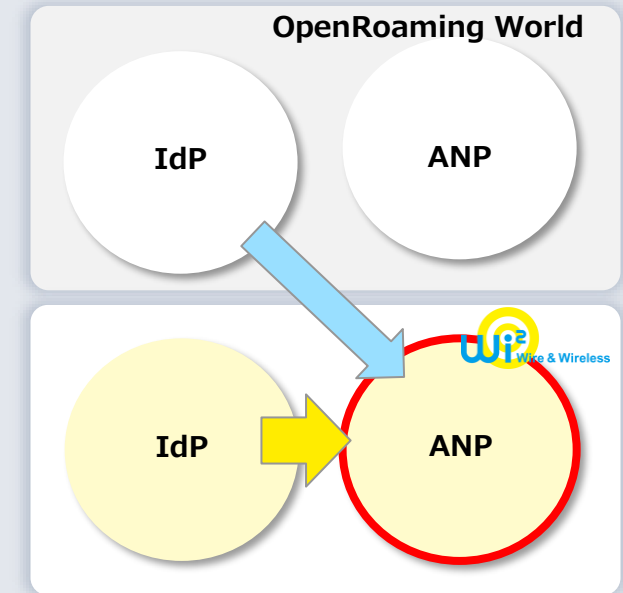 OpenRoaming World
IdP
ANP
Wi2
Wire & Wireless
IdP
ANP